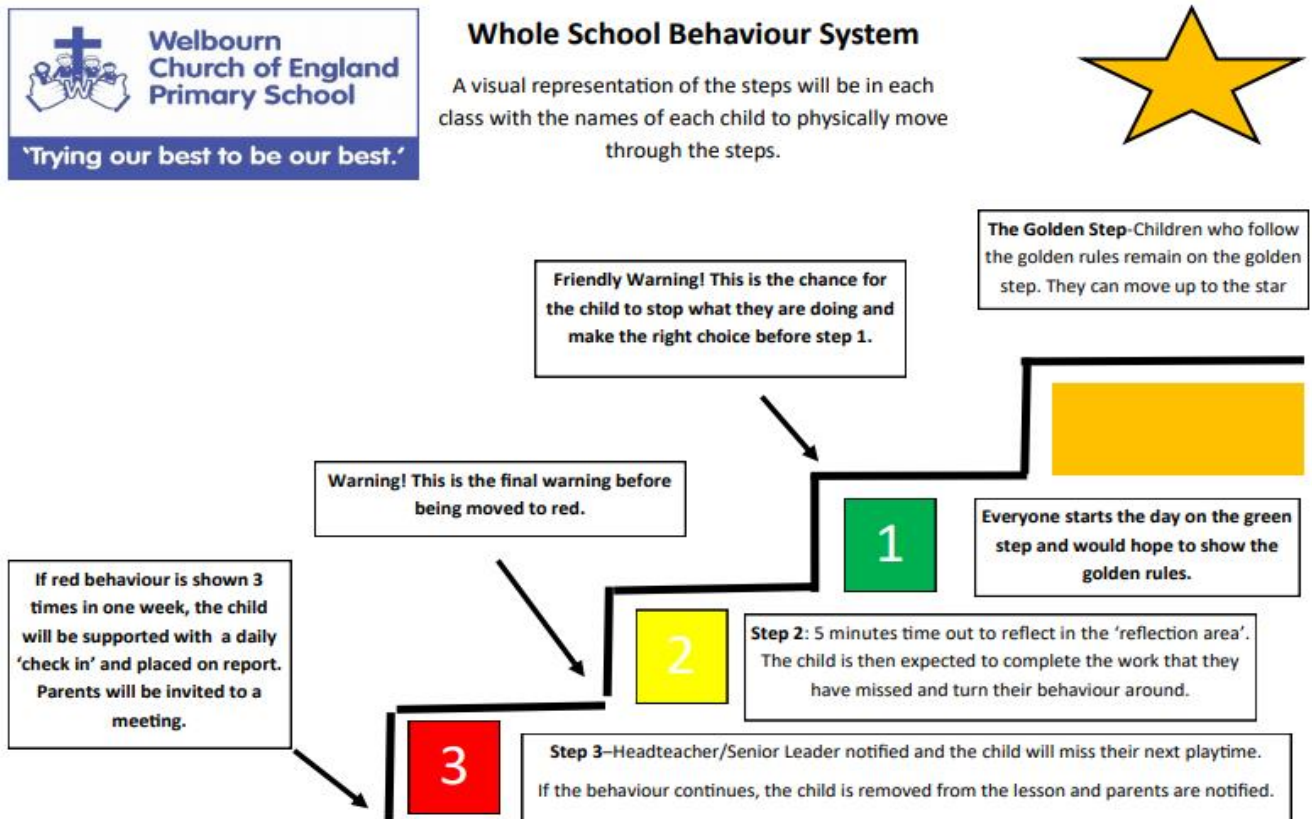 Welbourn
Church of England
Primary School
'Trying our best to be our best.'
Whole School Behaviour System
A visual representation of the steps will be in each
class with the names of each child to physically move
through the steps.
The Golden Step-Children who follow
the golden rules remain on the golden
step. They can move up to the star
Friendly Warning! This is the chance for
the child to stop what they are doing and
make the right choice before step 1.
Warning! This is the final warning before
being moved to red.
1
Everyone starts the day on the green
step and would hope to show the
golden rules.
If red behaviour is shown 3
times in one week, the child
will be supported with a daily
'check in' and placed on report.
Parents will be invited to a
meeting.
2
Step 2: 5 minutes time out to reflect in the 'reflection area'.
The child is then expected to complete the work that they
have missed and turn their behaviour around.
3
Step 3–Headteacher/Senior Leader notified and the child will miss their next playtime.
If the behaviour continues, the child is removed from the lesson and parents are notified.